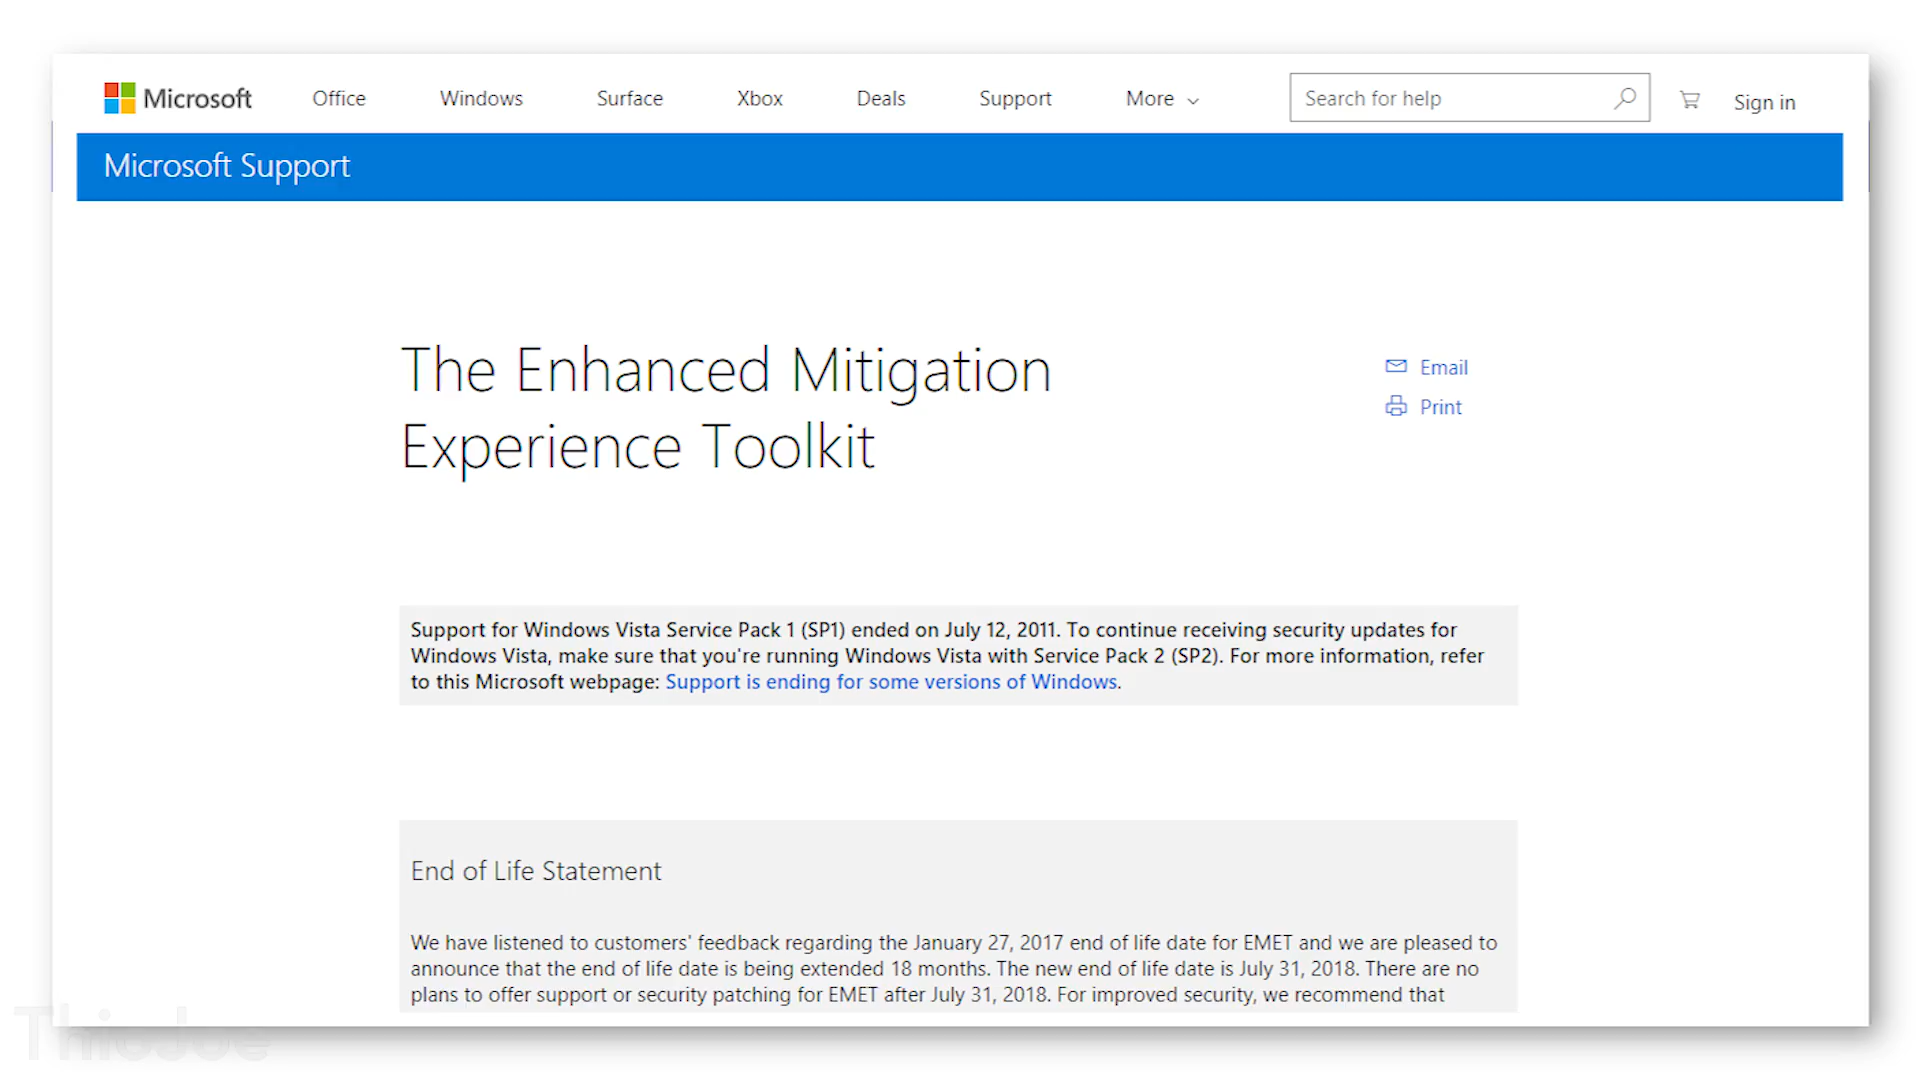 Microsoft Office Windows Surface Xbox Deals Support More Search for help Sign in
Microsoft Support
The Enhanced Mitigation
Experience Toolkit
Email
Print
Support for Windows Vista Service Pack 1 (SP1) ended on July 12, 2011. To continue receiving security updates for
Windows Vista, make sure that you're running Windows Vista with Service Pack 2 (SP2). For more information, refer
to this Microsoft webpage: Support is ending for some versions of Windows.
End of Life Statement
We have listened to customers' feedback regarding the January 27, 2017 end of life date for EMET and we are pleased to
announce that the end of life date is being extended 18 months. The new end of life date is July 31, 2018. There are no
plans to offer support or security patching for EMET after July 31, 2018. For improved security, we recommend that
ThioJoe